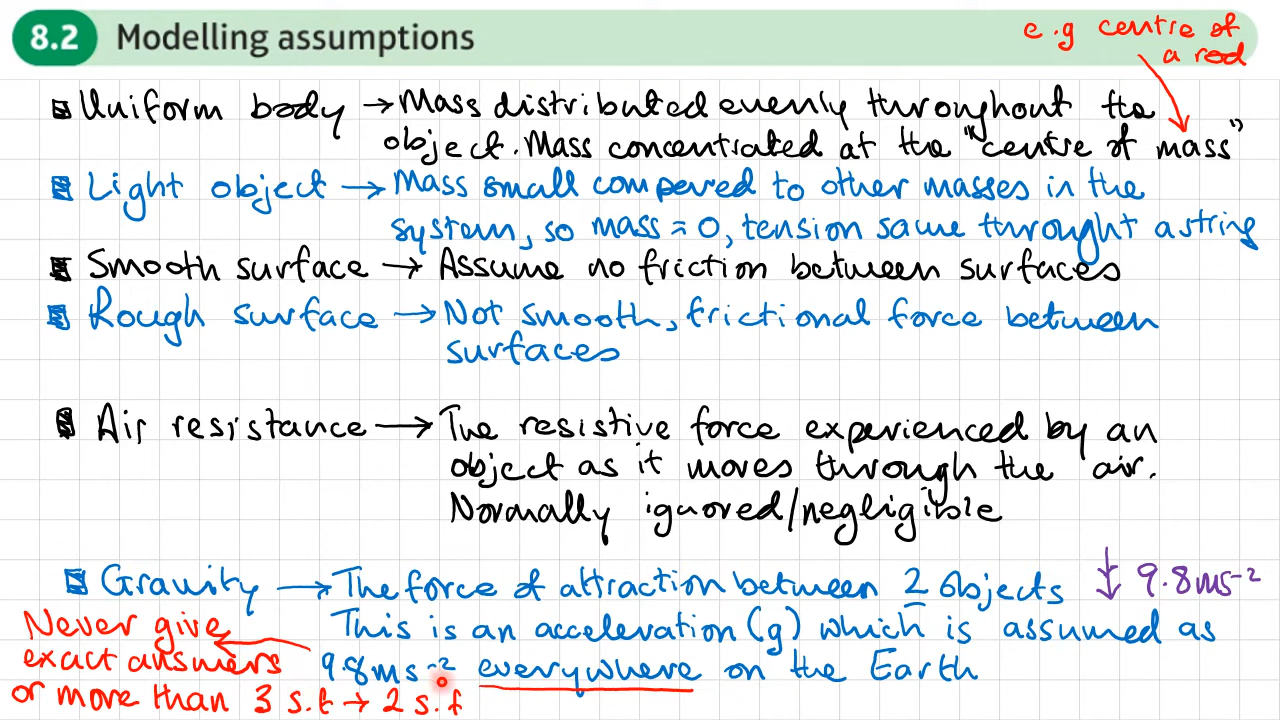 8.2 Modelling assumptions
e.g centre of
a rod
Uniform body → Mass distributed evenly throughout the
object. Mass concentrated at the "centre of mass"
Light object → Mass small compared to other masses in the
system, so mass = 0, tension same throught a string
Smooth surface → Assume no friction between surfaces
Rough surface → Not smooth, frictional force between
surfaces
Air resistance → The resistive force experienced by an
object as it moves through the air.
Normally ignored/negligible
Gravity → The force of attraction between 2 objects ↓ 9.8ms⁻²
This is an acceleration (g) which is assumed as
9.8ms⁻² everywhere on the Earth
Never give
exact answers
or more than 3 s.f → 2 s.f